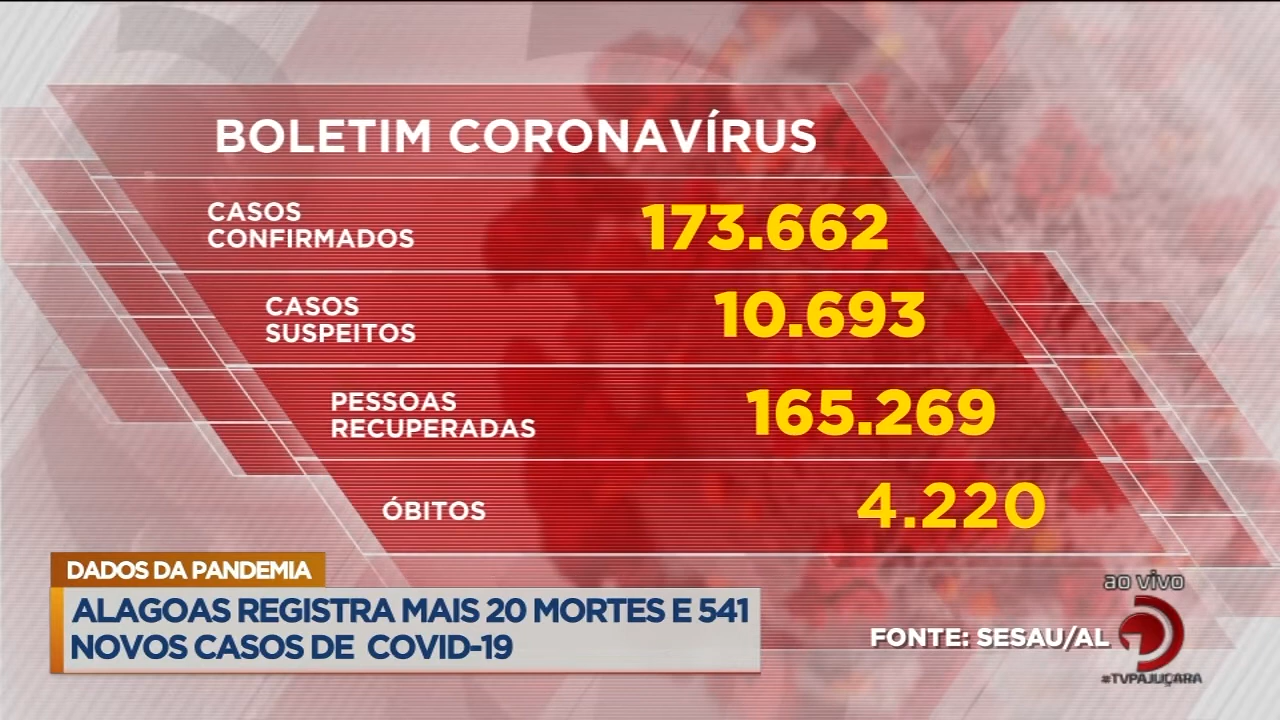 BOLETIM CORONAVÍRUS
CASOS
CONFIRMADOS
173.662
CASOS
SUSPEITOS
10.693
PESSOAS
RECUPERADAS
165.269
ÓBITOS
4.220
DADOS DA PANDEMIA
ALAGOAS REGISTRA MAIS 20 MORTES E 541
NOVOS CASOS DE COVID-19
ao vivo
FONTE: SESAU/AL
#TVPAJUÇARA